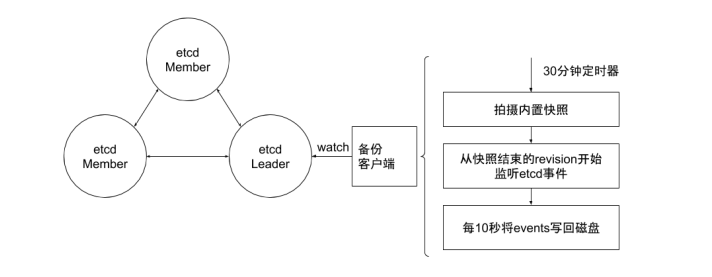 etcd
Member
etcd
Member
etcd
Leader
watch
备份
客户端
30分钟定时器
拍摄内置快照
从快照结束的revision开始
监听etcd事件
每10秒将events写回磁盘